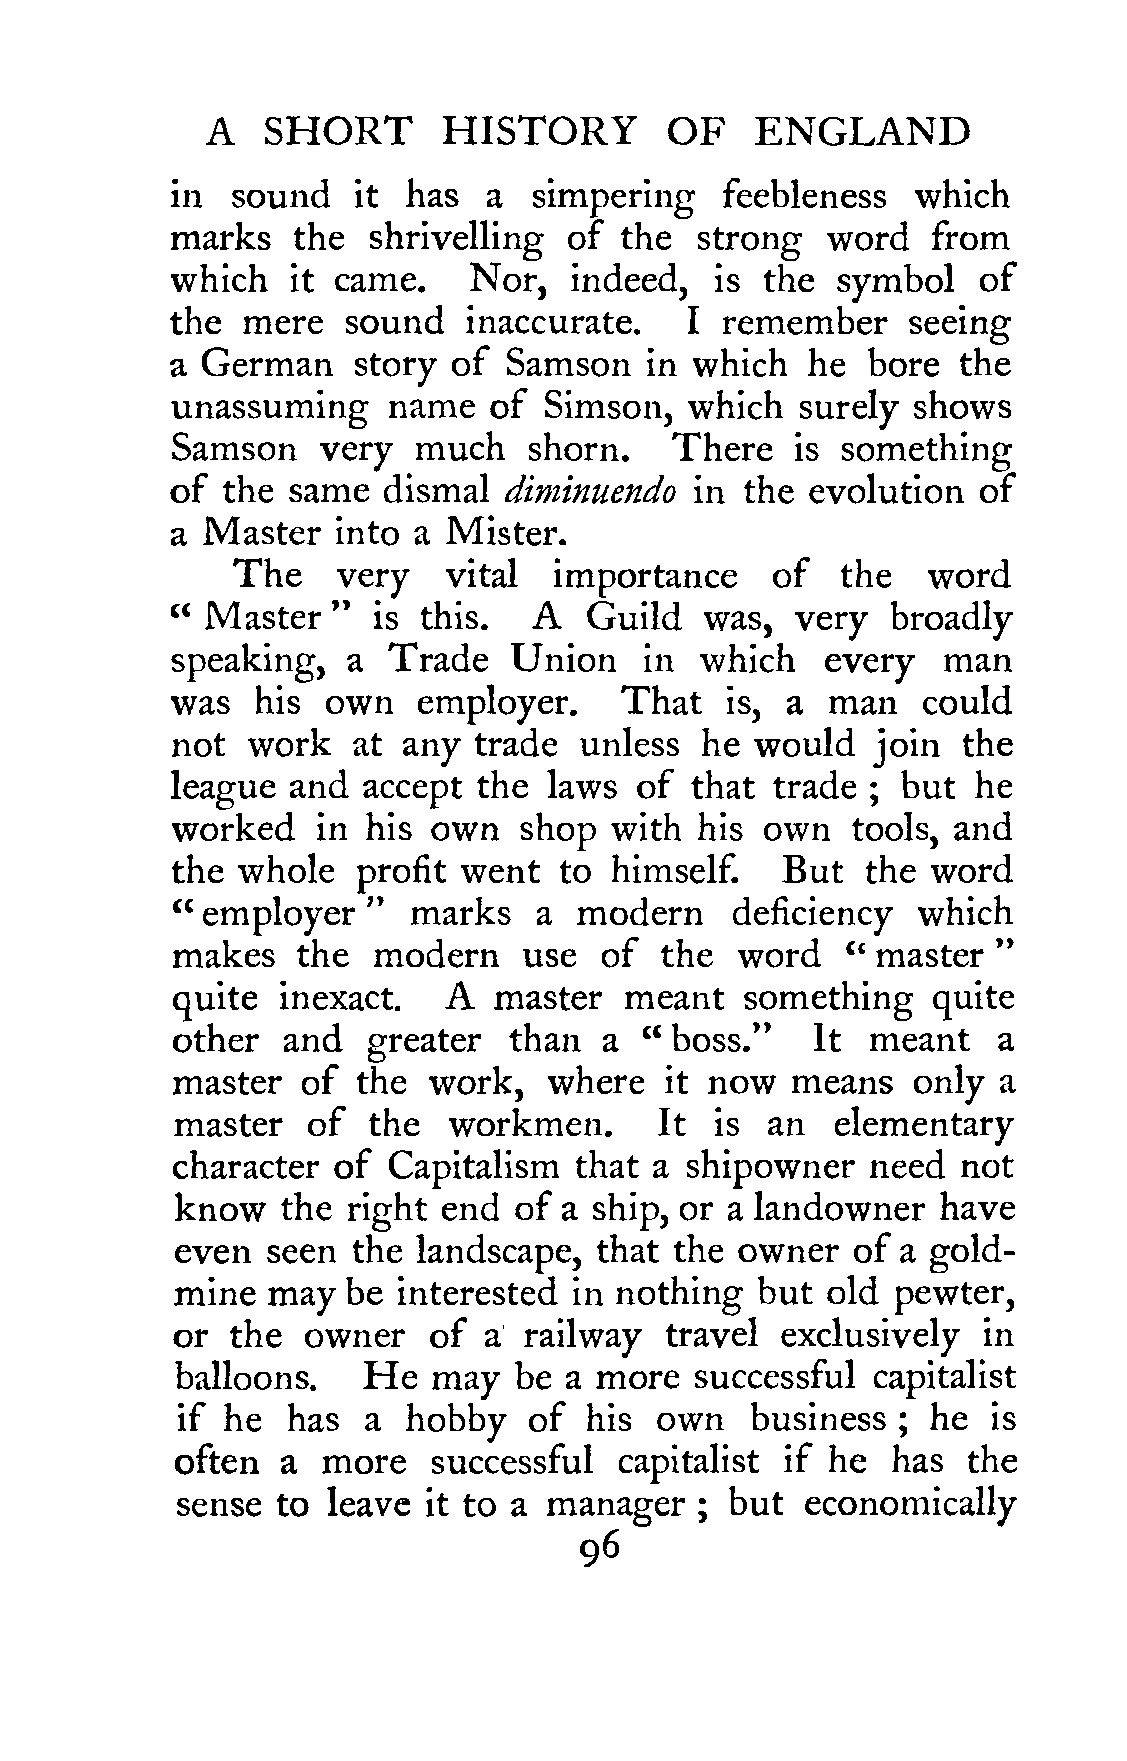 A SHORT HISTORY OF ENGLAND
in sound it has a simpering feebleness which
marks the shrivelling of the strong word from
which it came. Nor, indeed, is the symbol of
the mere sound inaccurate. I remember seeing
a German story of Samson in which he bore the
unassuming name of Simson, which surely shows
Samson very much shorn. There is something
of the same dismal diminuendo in the evolution of
a Master into a Mister.
The very vital importance of the word
“ Master ” is this. A Guild was, very broadly
speaking, a Trade Union in which every man
was his own employer. That is, a man could
not work at any trade unless he would join the
league and accept the laws of that trade ; but he
worked in his own shop with his own tools, and
the whole profit went to himself. But the word
“ employer ” marks a modern deficiency which
makes the modern use of the word “ master ”
quite inexact. A master meant something quite
other and greater than a “ boss.” It meant a
master of the work, where it now means only a
master of the workmen. It is an elementary
character of Capitalism that a shipowner need not
know the right end of a ship, or a landowner have
even seen the landscape, that the owner of a gold-
mine may be interested in nothing but old pewter,
or the owner of a railway travel exclusively in
balloons. He may be a more successful capitalist
if he has a hobby of his own business ; he is
often a more successful capitalist if he has the
sense to leave it to a manager ; but economically
96